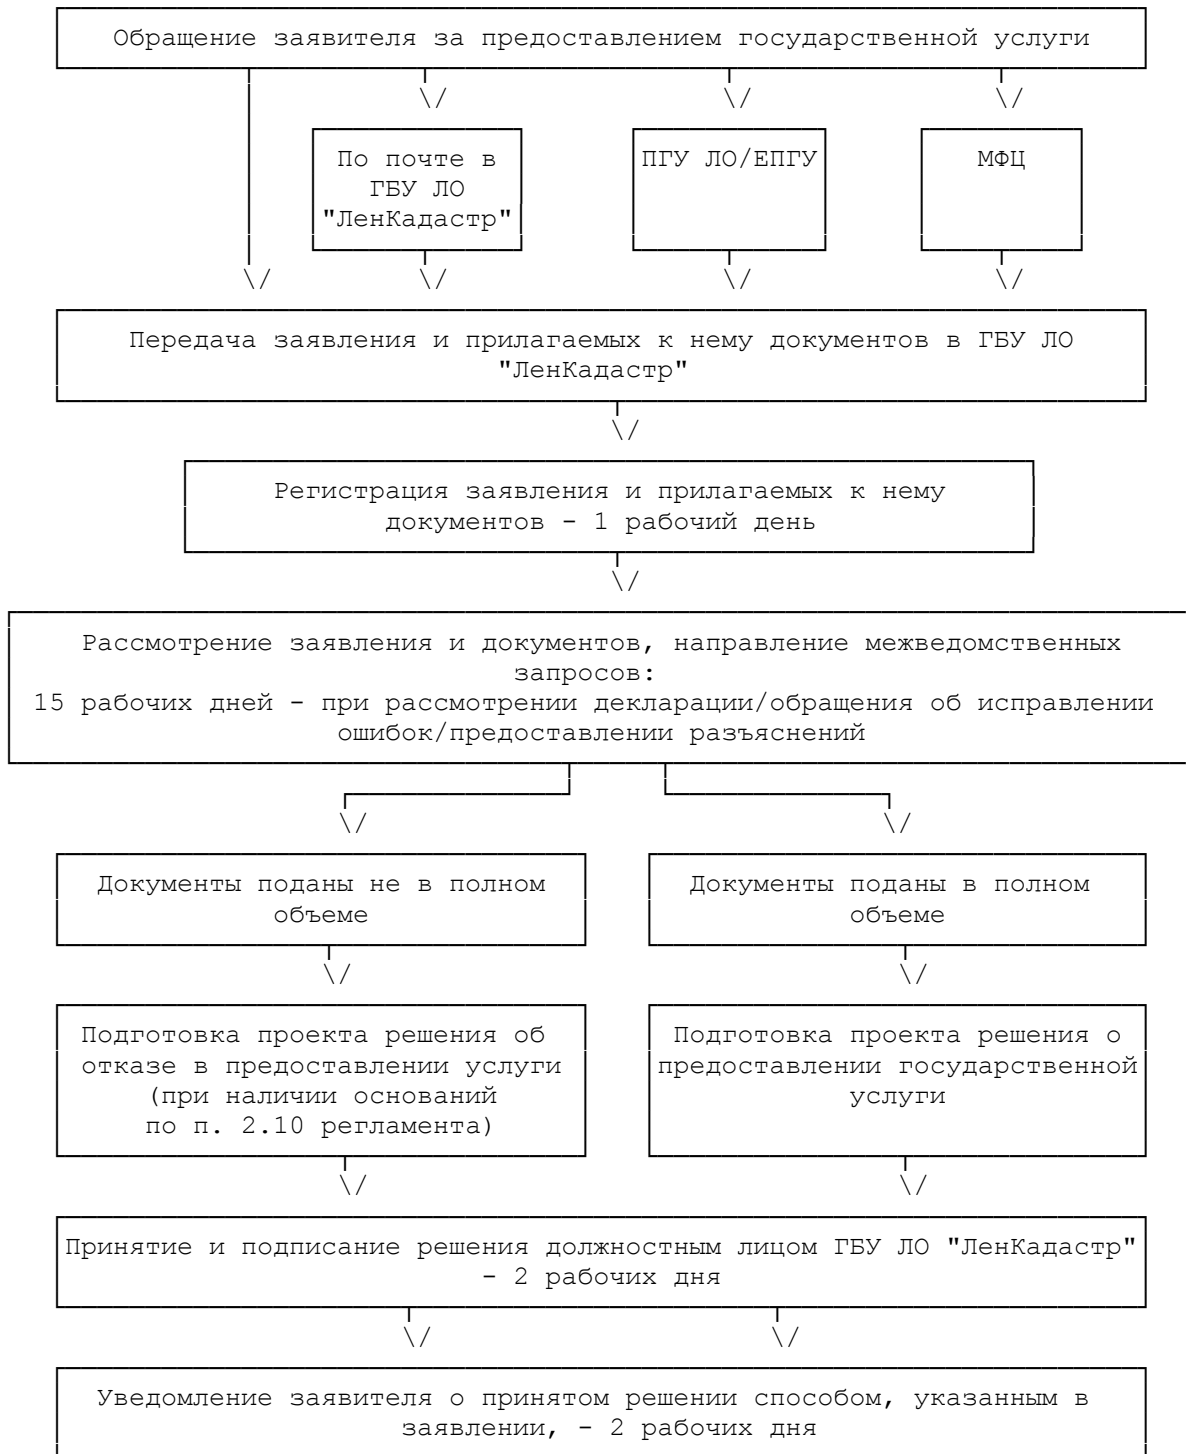 Обращение заявителя за предоставлением государственной услуги
\/ \/ \/
По почте в
ГБУ ЛО
"ЛенКадастр"
ПГУ ЛО/ЕПГУ
МФЦ
\/ \/ \/ \/
Передача заявления и прилагаемых к нему документов в ГБУ ЛО
"ЛенКадастр"
\/
Регистрация заявления и прилагаемых к нему
документов - 1 рабочий день
\/
Рассмотрение заявления и документов, направление межведомственных
запросов:
15 рабочих дней - при рассмотрении декларации/обращения об исправлении
ошибок/предоставлении разъяснений
\/ \/
Документы поданы не в полном
объеме
Документы поданы в полном
объеме
\/ \/
Подготовка проекта решения об
отказе в предоставлении услуги
(при наличии оснований
по п. 2.10 регламента)
Подготовка проекта решения о
предоставлении государственной
услуги
\/ \/
Принятие и подписание решения должностным лицом ГБУ ЛО "ЛенКадастр"
- 2 рабочих дня
\/ \/
Уведомление заявителя о принятом решении способом, указанным в
заявлении, - 2 рабочих дня